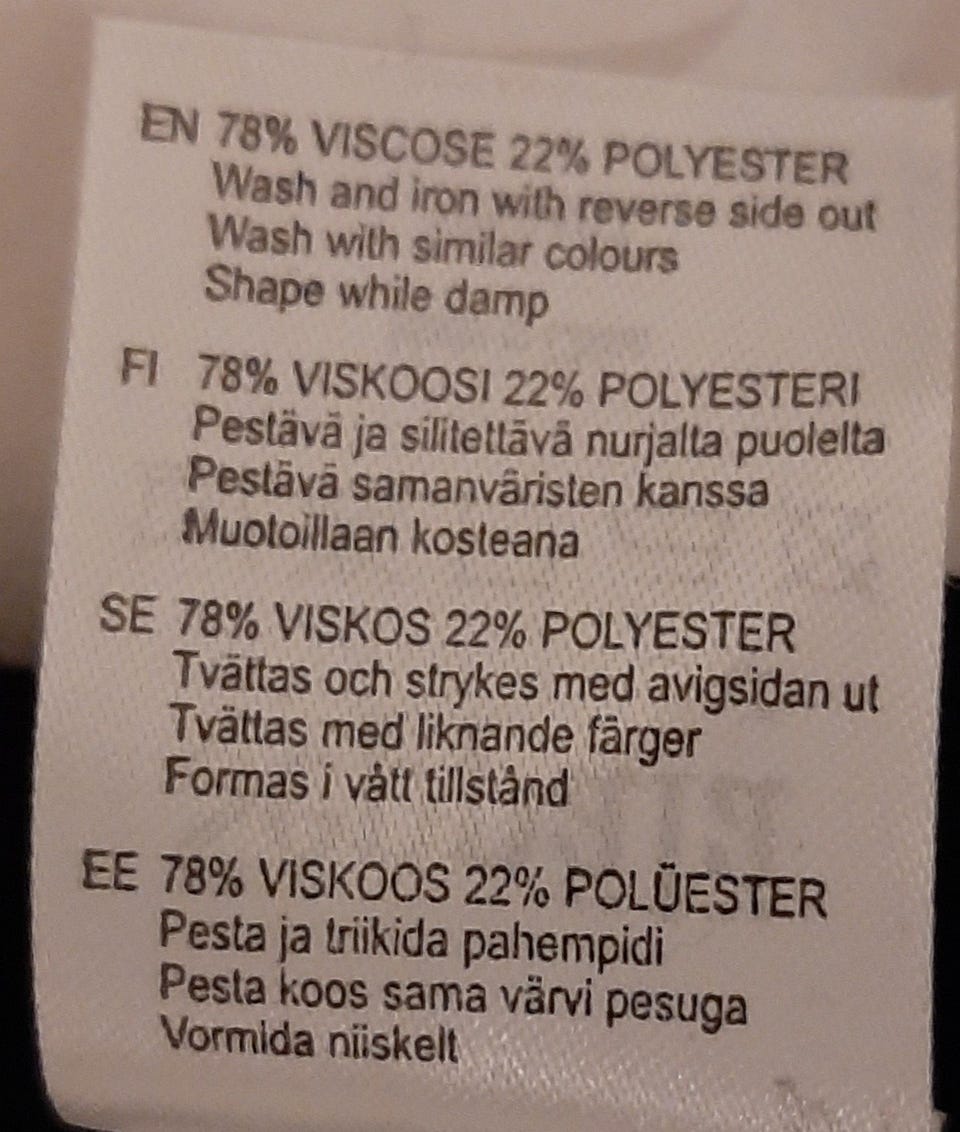 EN 78% VISCOSE 22% POLYESTER
Wash and iron with reverse side out
Wash with similar colours
Shape while damp
FI 78% VISKOOSI 22% POLYESTERI
Pestävä ja silitettävä nurjalta puolelta
Pestävä samanväristen kanssa
Muotoillaan kosteana
SE 78% VISKOS 22% POLYESTER
Tvättas och strykes med avigsidan ut
Tvättas med liknande färger
Formas i vått tillstånd
EE 78% VISKOOS 22% POLÜESTER
Pesta ja triikida pahempidi
Pesta koos sama värvi pesuga
Vormida niiskelt